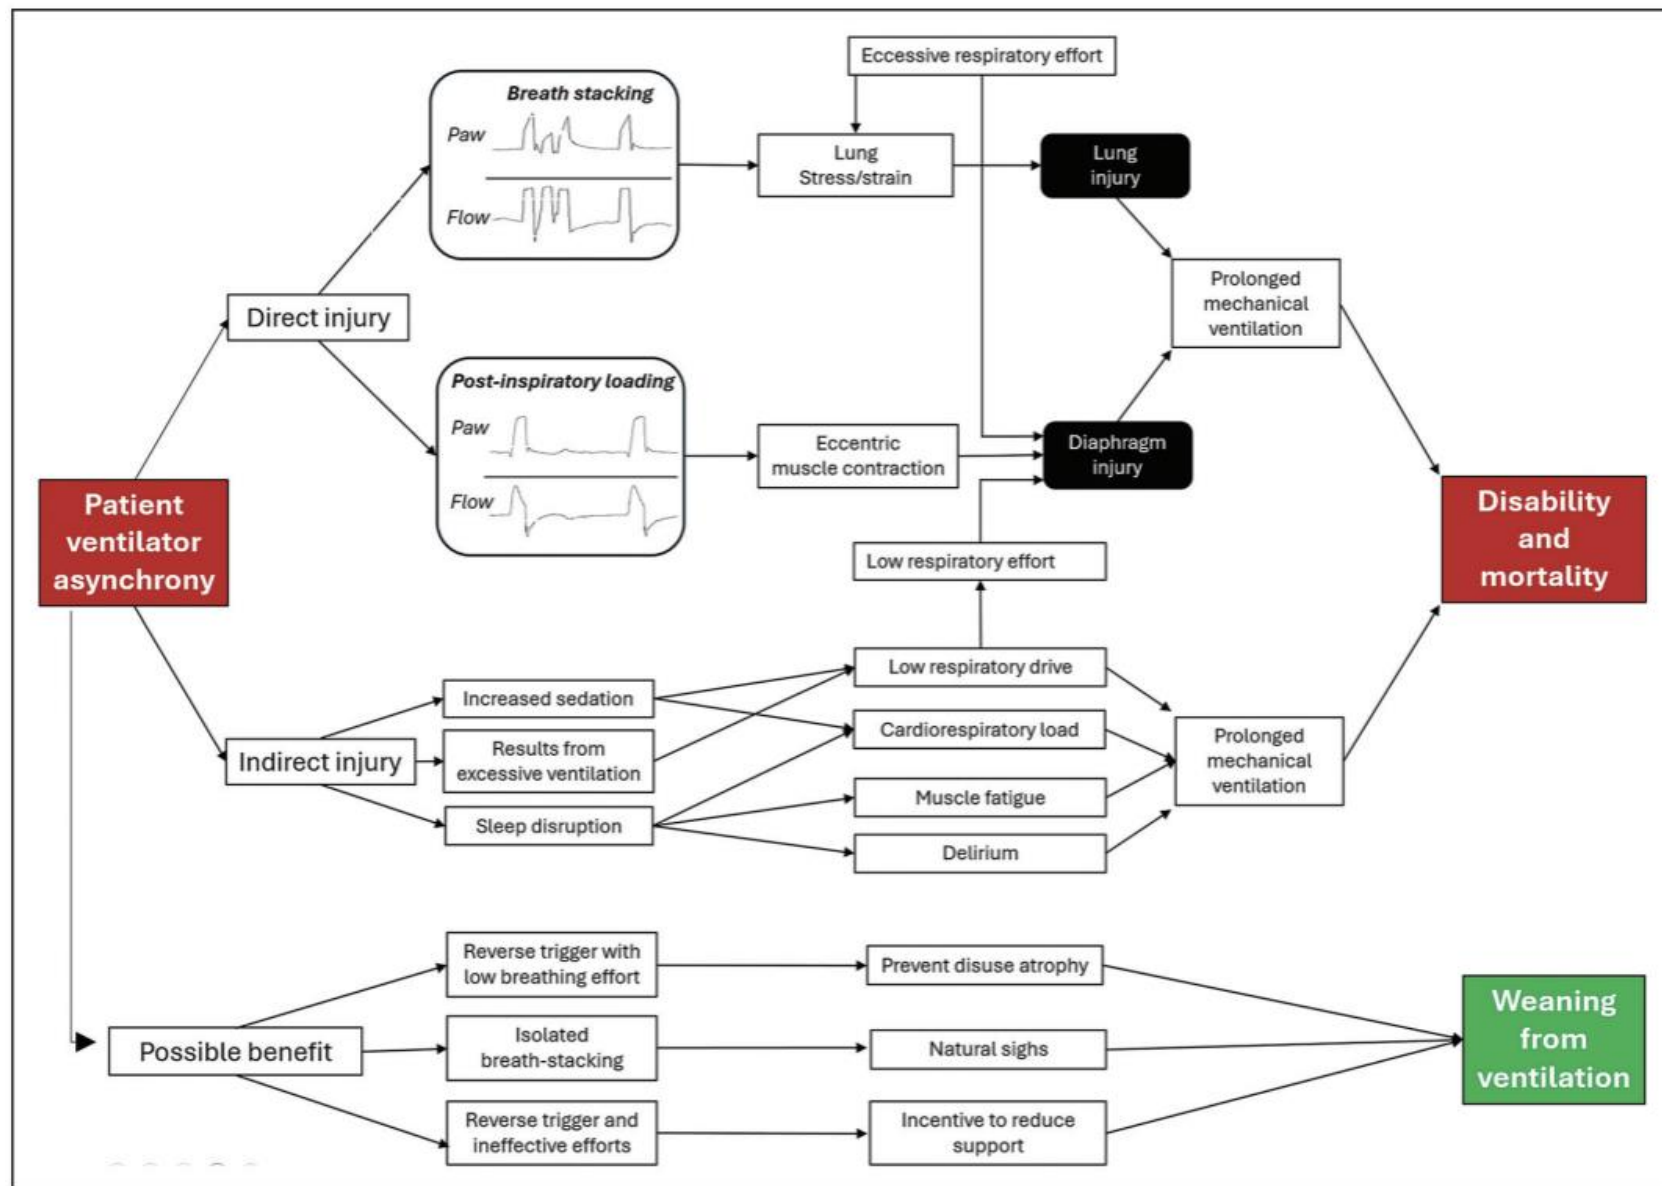 Eccessive respiratory effort
Breath stacking
Paw
Flow
Lung
Stress/strain
Lung
injury
Direct injury
Prolonged
mechanical
ventilation
Post-inspiratory loading
Paw
Flow
Eccentric
muscle contraction
Diaphragm
injury
Patient
ventilator
asynchrony
Disability
and
mortality
Low respiratory effort
Low respiratory drive
Increased sedation
Cardiorespiratory load
Indirect injury
Results from
excessive ventilation
Prolonged
mechanical
ventilation
Muscle fatigue
Sleep disruption
Delirium
Reverse trigger with
low breathing effort
Prevent disuse atrophy
Possible benefit
Isolated
breath-stacking
Natural sighs
Weaning
from
ventilation
Reverse trigger and
ineffective efforts
Incentive to reduce
support